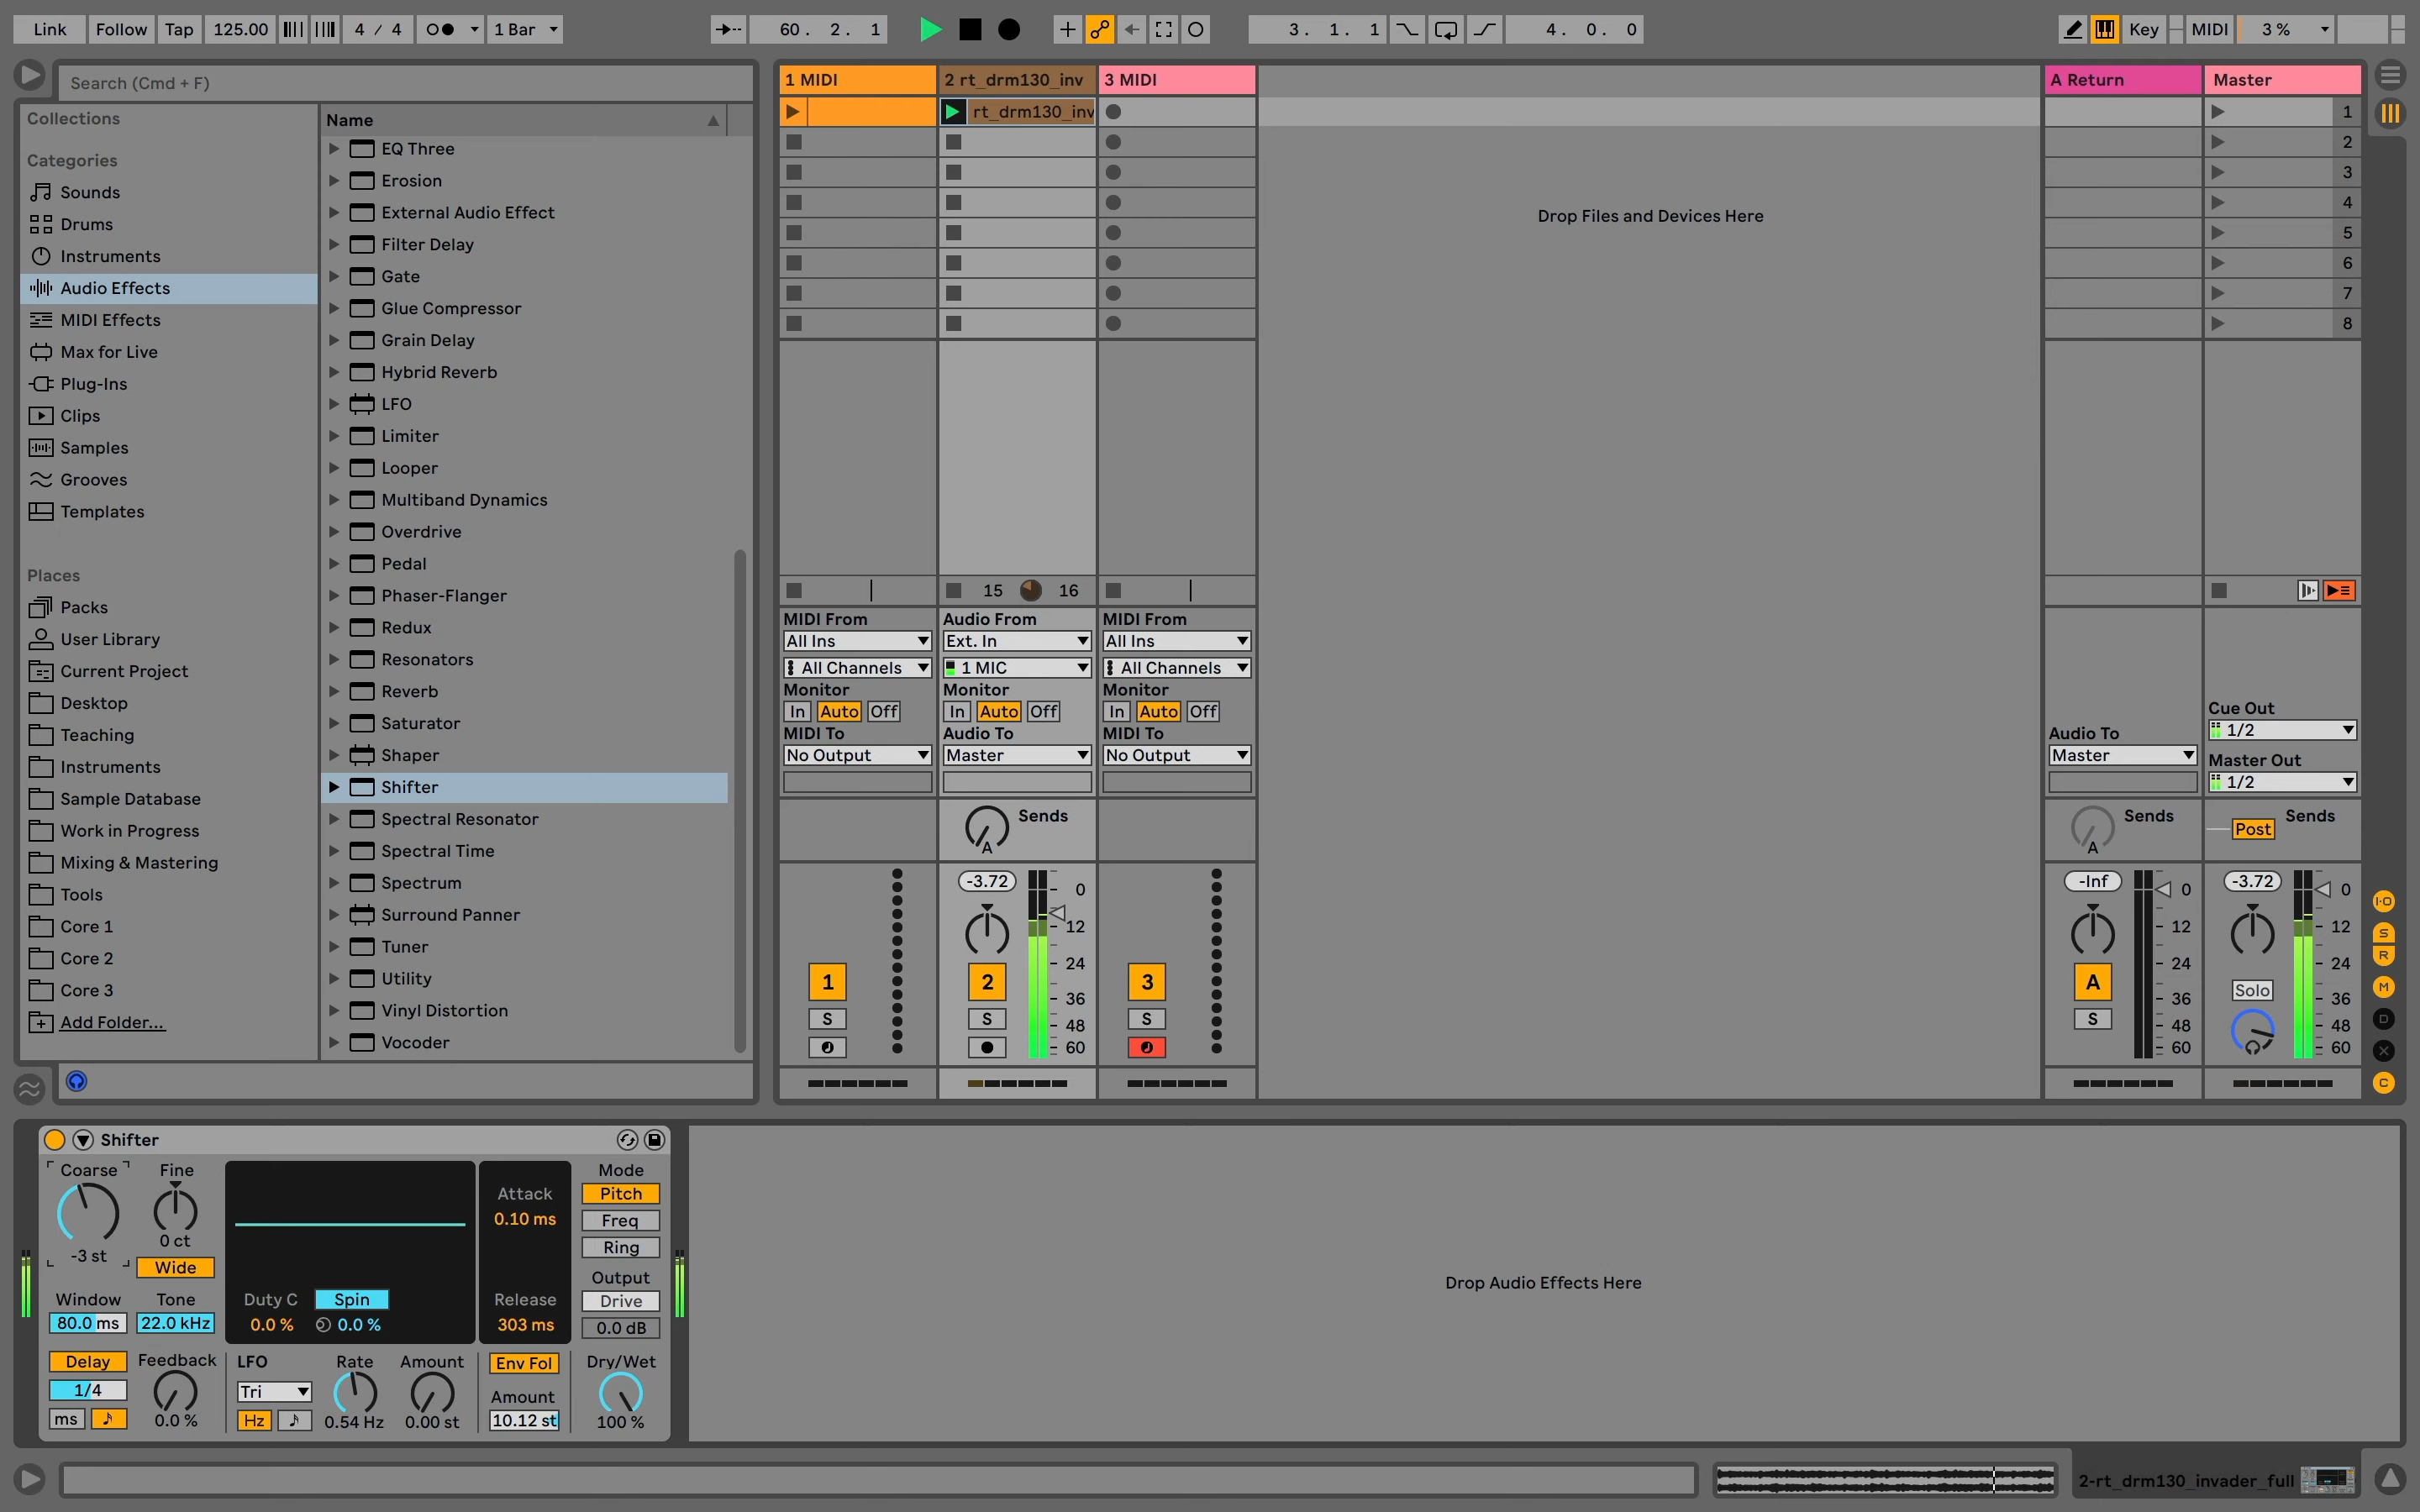 Link Follow Tap 125.00 4 / 4 1 Bar 60. 2. 1 3. 1. 1 4. 0. 0 Key MIDI 3 %
Search (Cmd + F)
Collections
Categories
Sounds
Drums
Instruments
Audio Effects
MIDI Effects
Max for Live
Plug-Ins
Clips
Samples
Grooves
Templates
Places
Packs
User Library
Current Project
Desktop
Teaching
Instruments
Sample Database
Work in Progress
Mixing & Mastering
Tools
Core 1
Core 2
Core 3
Add Folder...
Name
EQ Three
Erosion
External Audio Effect
Filter Delay
Gate
Glue Compressor
Grain Delay
Hybrid Reverb
LFO
Limiter
Looper
Multiband Dynamics
Overdrive
Pedal
Phaser-Flanger
Redux
Resonators
Reverb
Saturator
Shaper
Shifter
Spectral Resonator
Spectral Time
Spectrum
Surround Panner
Tuner
Utility
Vinyl Distortion
Vocoder
1 MIDI 2 rt_drm130_inv 3 MIDI A Return Master
rt_drm130_inv 1
2
3
4
5
6
7
8
Drop Files and Devices Here
15 16
MIDI From Audio From MIDI From
All Ins Ext. In All Ins
All Channels 1 MIC All Channels
Monitor Monitor Monitor
In Auto Off In Auto Off In Auto Off
MIDI To Audio To MIDI To
No Output Master No Output
Audio To
Master
Cue Out
1/2
Master Out
1/2
Sends Sends Sends
A A Post
-3.72 -Inf -3.72
0 0 0
12 12 12
24 24 24
36 36 36
48 48 48
60 60 60
1 2 3 A Solo
S S S S
I·O
S
R
M
D
X
C
Shifter
Coarse Fine
-3 st 0 ct
Wide
Window Tone
80.0 ms 22.0 kHz
Delay Feedback
1/4
ms 0.0 %
Duty C Spin
0.0 % 0.0 %
LFO Rate Amount
Tri
Hz 0.54 Hz 0.00 st
Attack
0.10 ms
Release
303 ms
Env Fol
Amount
10.12 st
Mode
Pitch
Freq
Ring
Output
Drive
0.0 dB
Dry/Wet
100 %
Drop Audio Effects Here
2-rt_drm130_invader_full